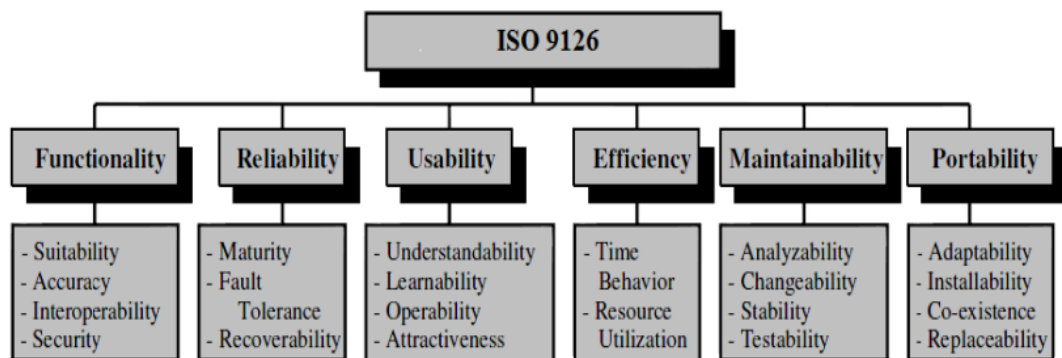 ISO 9126
Functionality
Reliability
Usability
Efficiency
Maintainability
Portability
- Suitability
- Accuracy
- Interoperability
- Security
- Maturity
- Fault
Tolerance
- Recoverability
- Understandability
- Learnability
- Operability
- Attractiveness
- Time
Behavior
- Resource
Utilization
- Analyzability
- Changeability
- Stability
- Testability
- Adaptability
- Installability
- Co-existence
- Replaceability